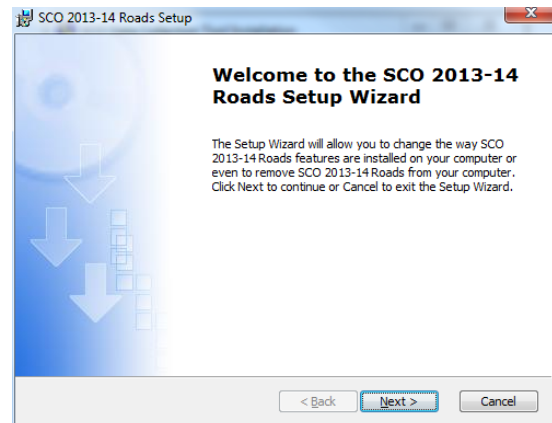 SCO 2013-14 Roads Setup
Welcome to the SCO 2013-14
Roads Setup Wizard
The Setup Wizard will allow you to change the way SCO
2013-14 Roads features are installed on your computer or
even to remove SCO 2013-14 Roads from your computer.
Click Next to continue or Cancel to exit the Setup Wizard.
< Back Next > Cancel